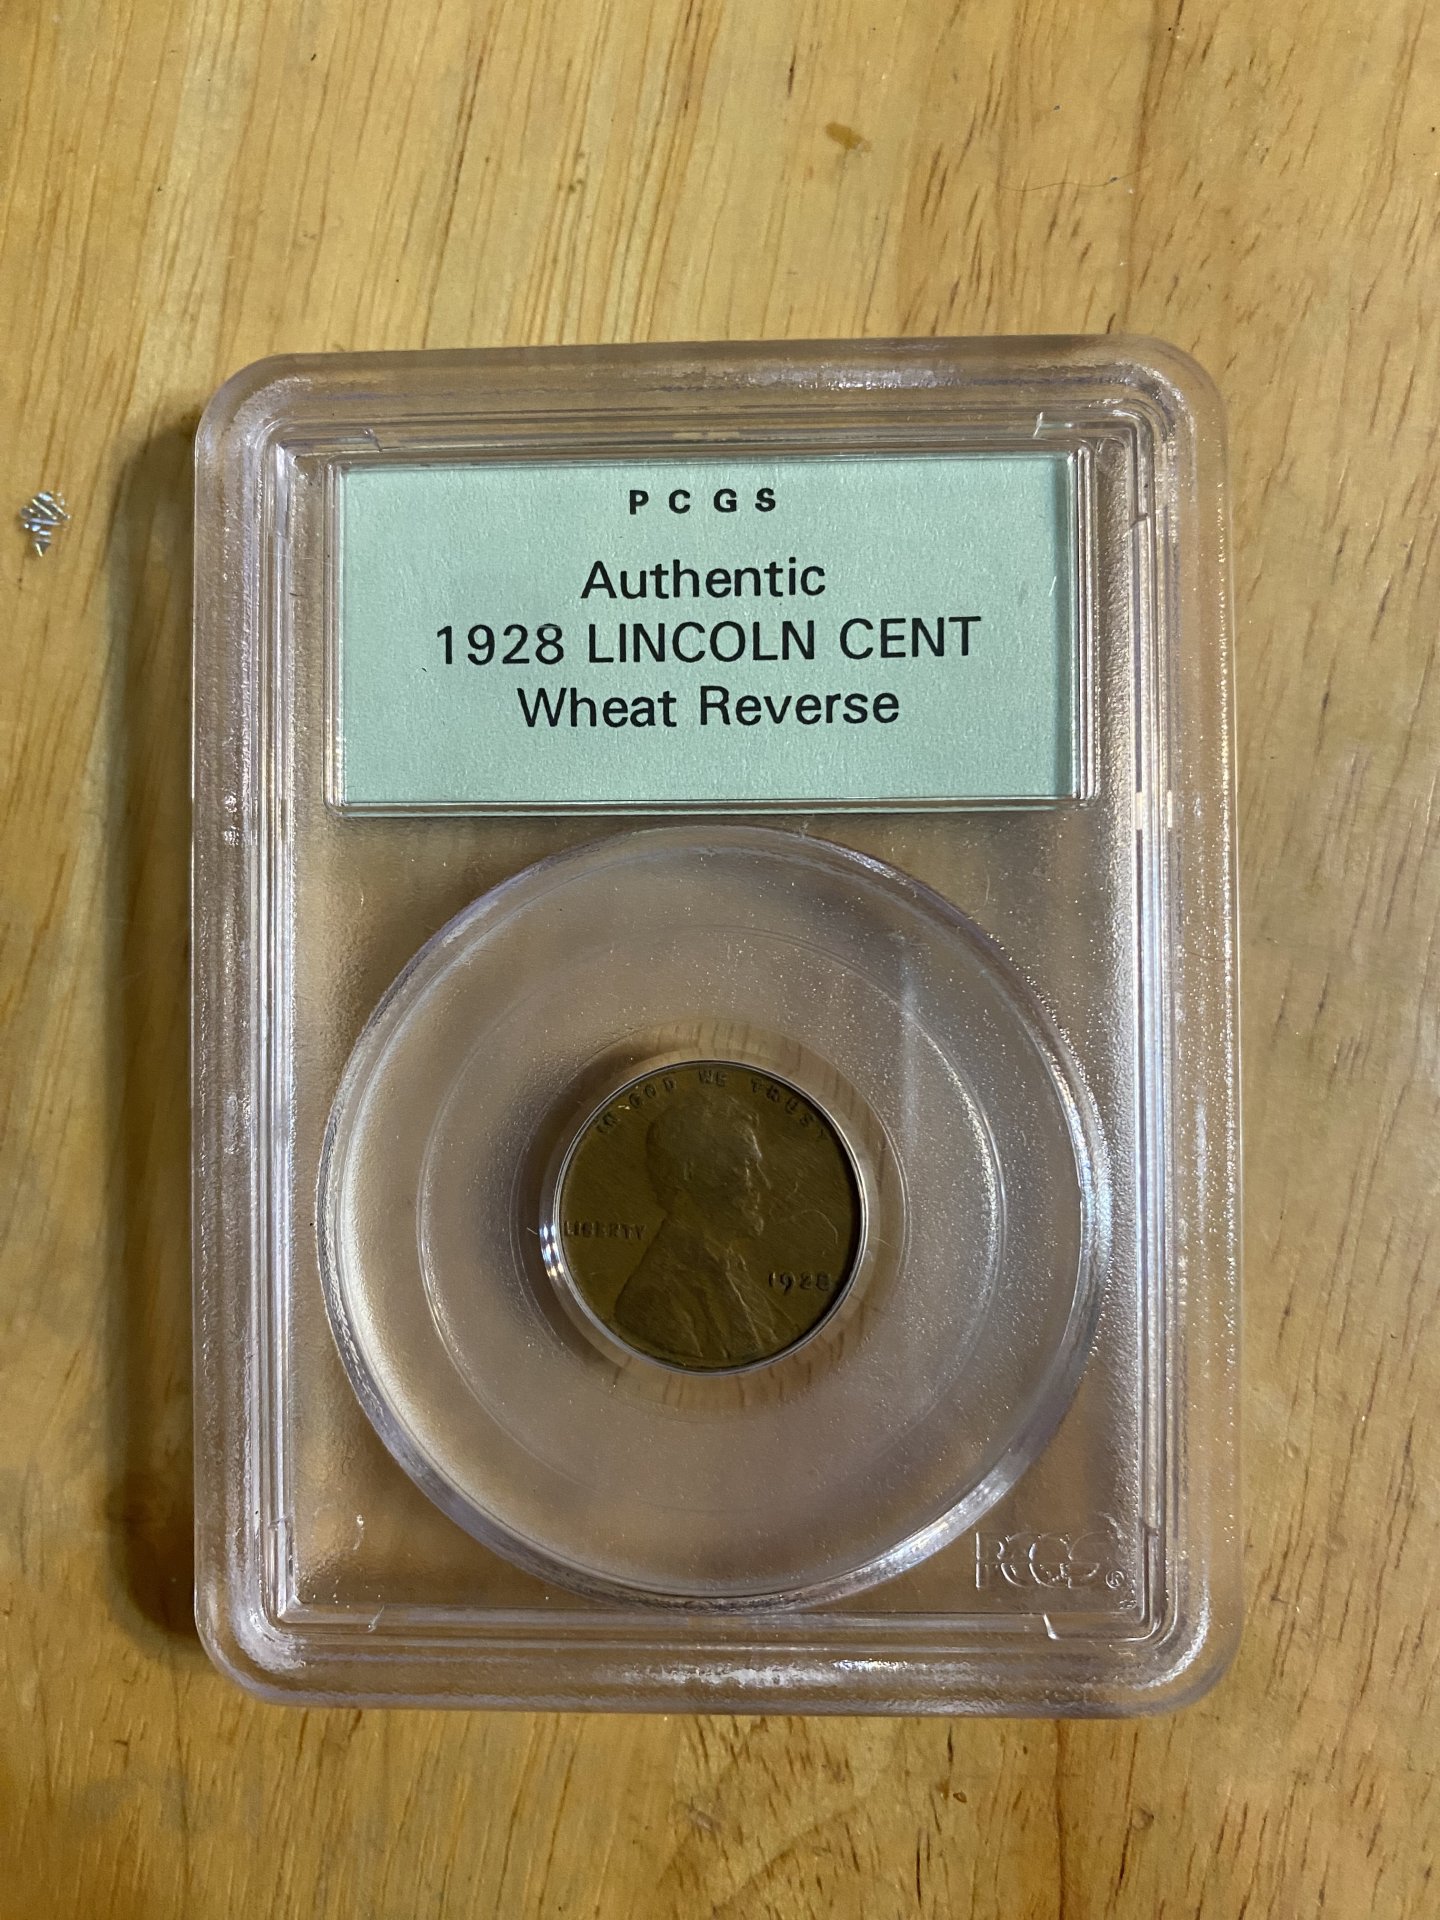 PCGS
Authentic
1928 LINCOLN CENT
Wheat Reverse
IN GOD WE TRUST
LIBERTY
1928
PCGS®